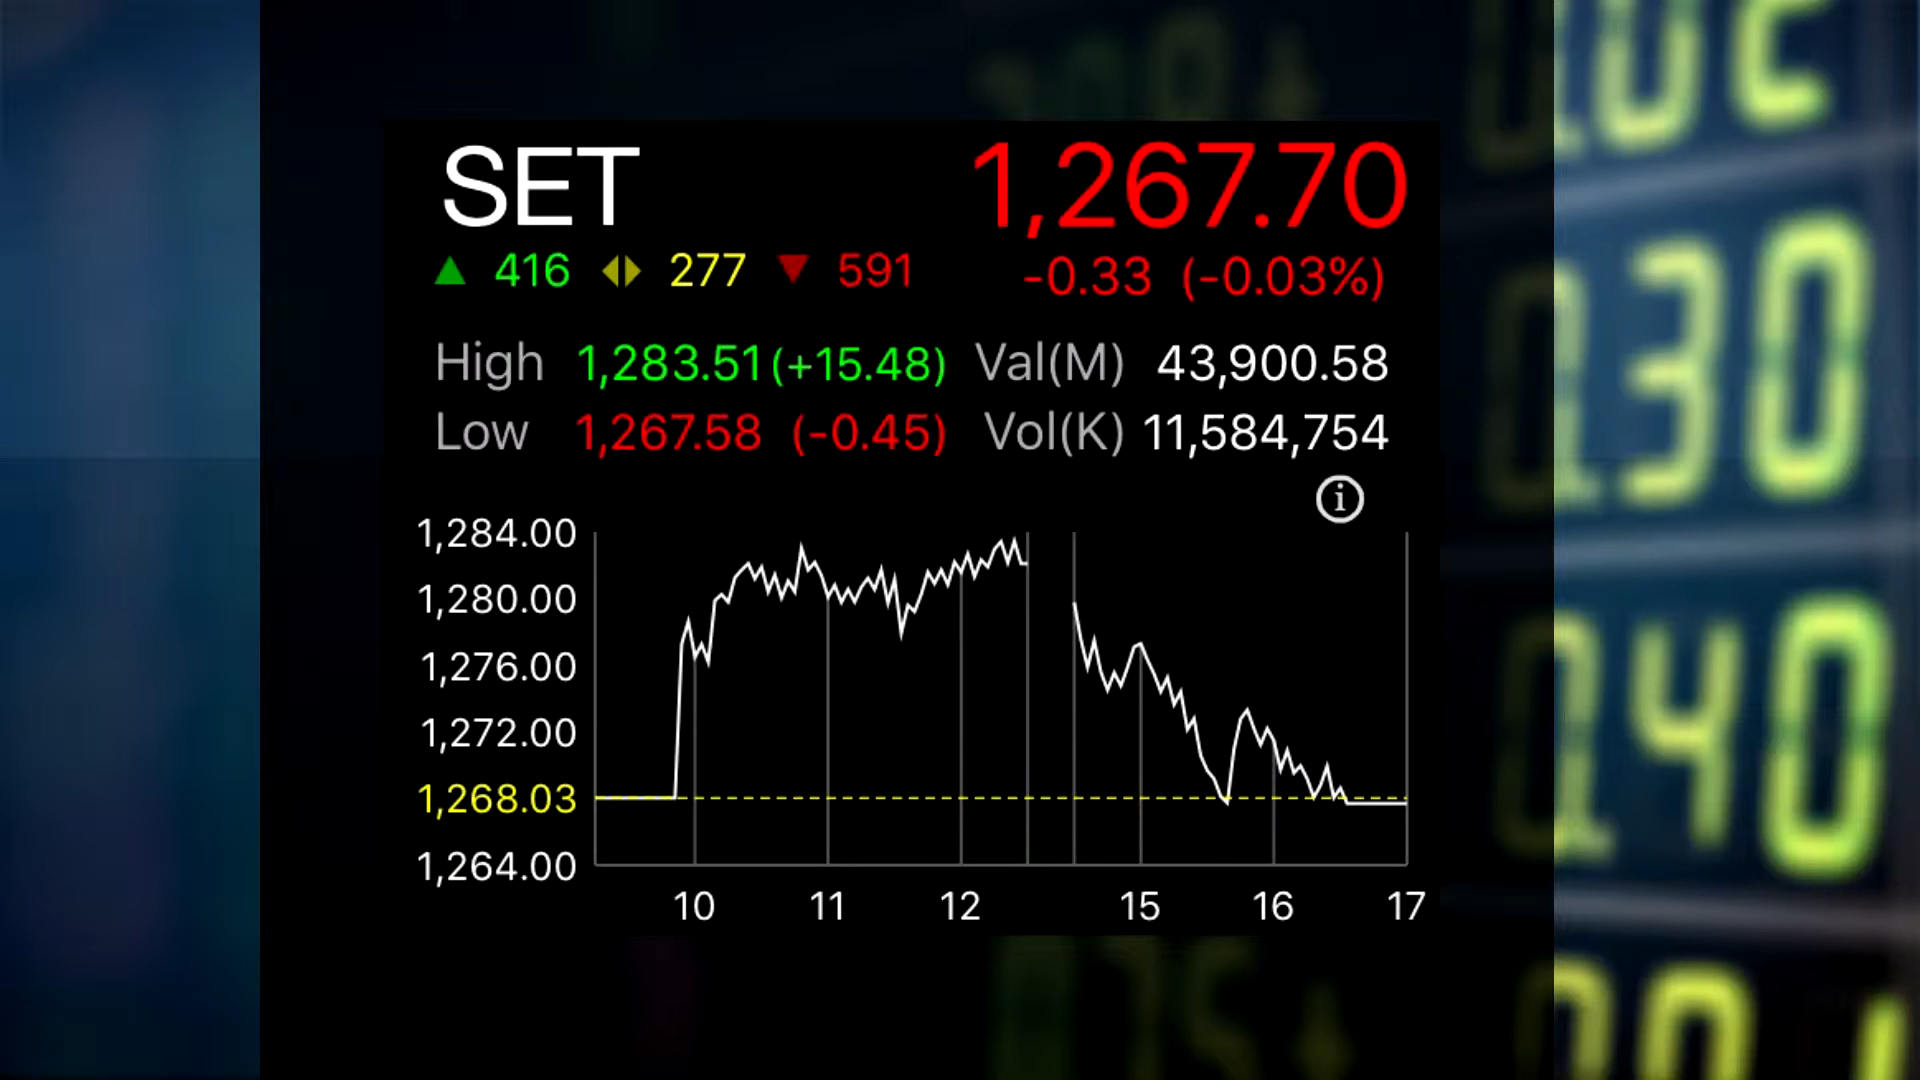 SET 1,267.70
416 277 591 -0.33 (-0.03%)
High 1,283.51 (+15.48) Val(M) 43,900.58
Low 1,267.58 (-0.45) Vol(K) 11,584,754
i
1,284.00
1,280.00
1,276.00
1,272.00
1,268.03
1,264.00
10 11 12 15 16 17